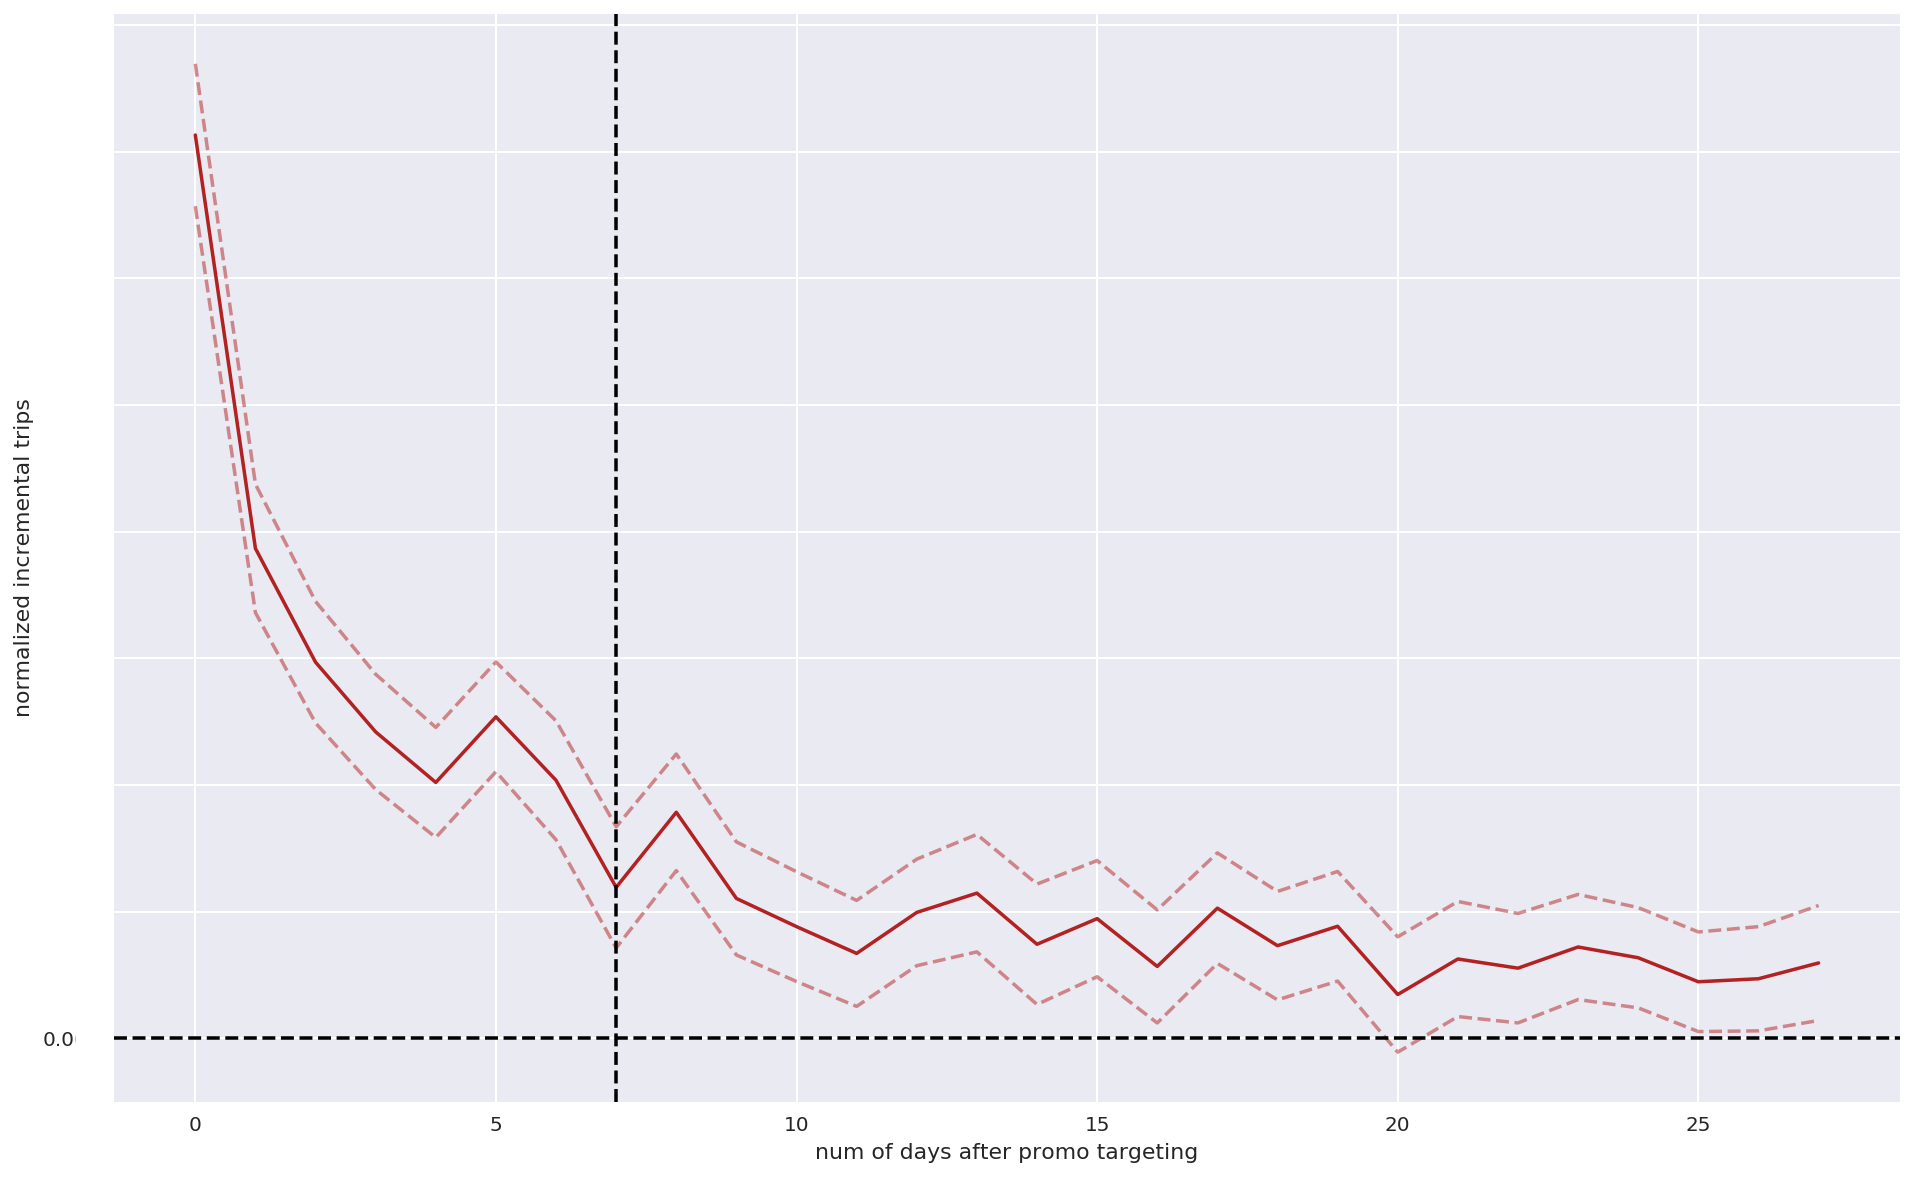 normalized incremental trips
0.0
0 5 10 15 20 25
num of days after promo targeting